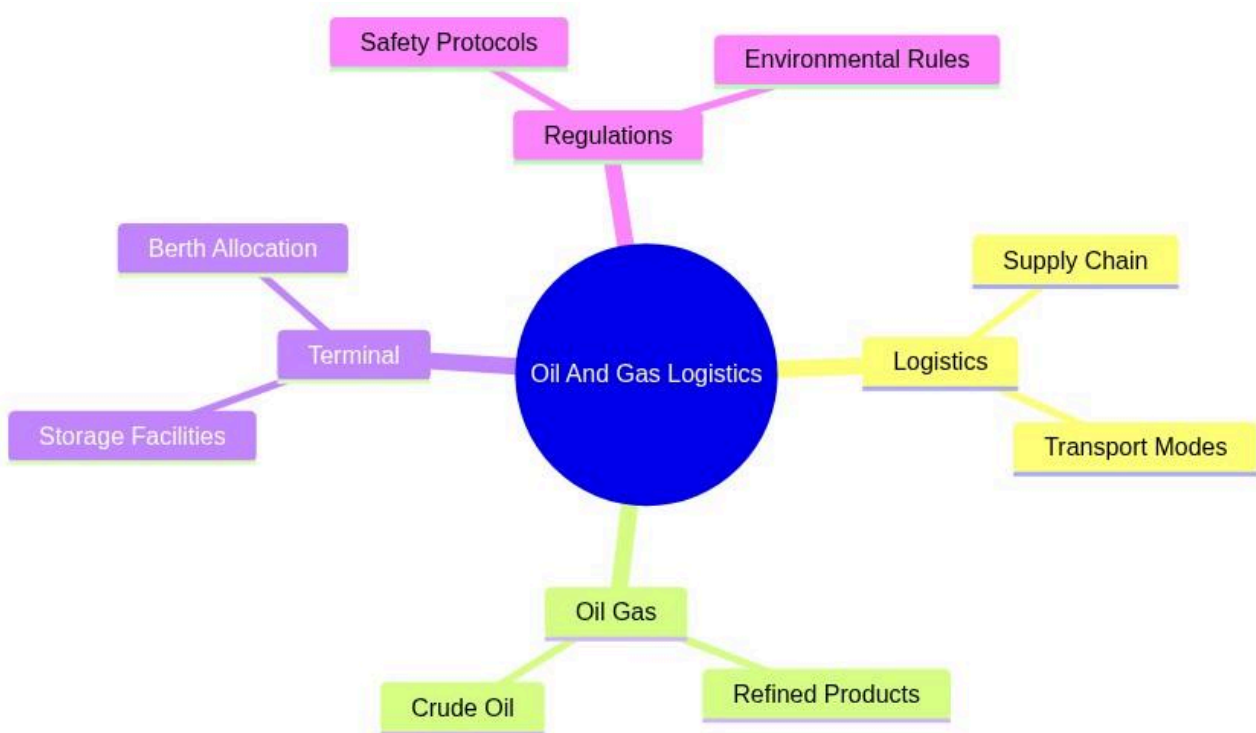 Safety Protocols
Environmental Rules
Regulations
Berth Allocation
Supply Chain
Terminal
Oil And Gas Logistics
Logistics
Storage Facilities
Transport Modes
Oil Gas
Crude Oil
Refined Products